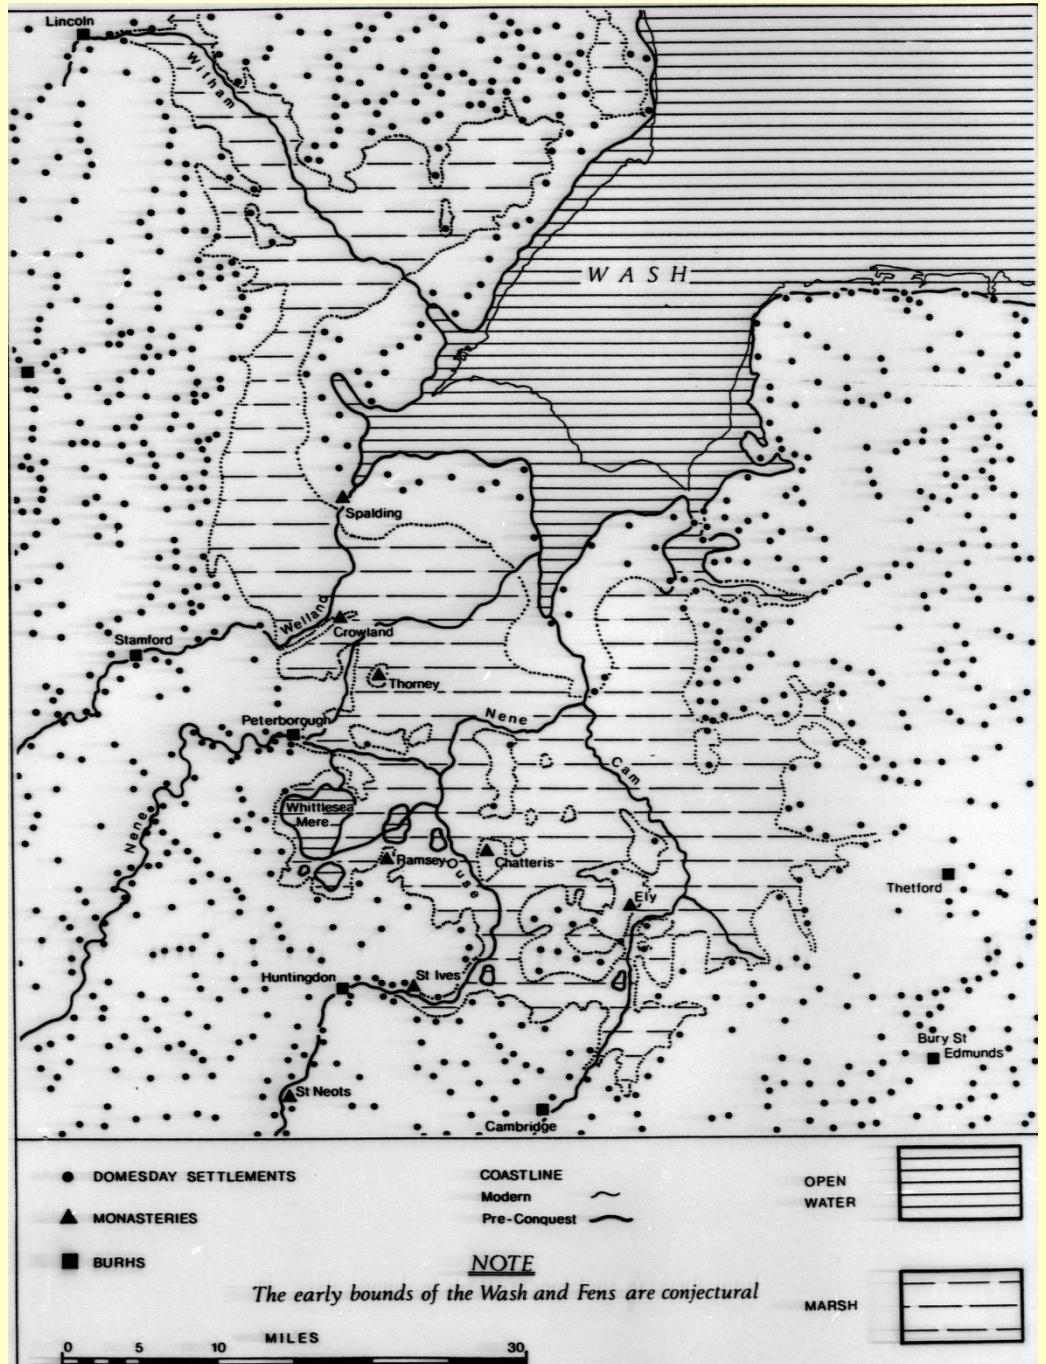 Lincoln
Witham
WASH
Spalding
Welland
Crowland
Stamford
Thorney
Peterborough
Nene
Cam
Nene
Whittlesea
Mere
Ramsey
Ouse
Chatteris
Thetford
Ely
Huntingdon
St Ives
Bury St
Edmunds
St Neots
Cambridge
DOMESDAY SETTLEMENTS
MONASTERIES
BURHS
COASTLINE
Modern
Pre-Conquest
OPEN
WATER
NOTE
The early bounds of the Wash and Fens are conjectural
MARSH
MILES
0 5 10 30